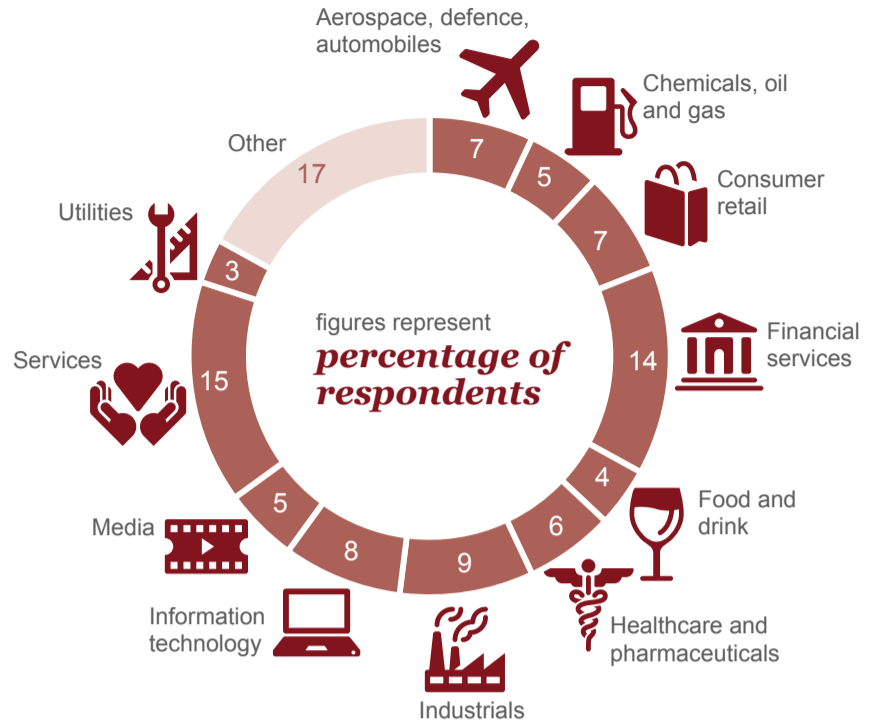 Aerospace, defence,
automobiles
7
Chemicals, oil
and gas
5
Consumer
retail
7
Financial
services
14
Food and
drink
4
Healthcare and
pharmaceuticals
6
Industrials
9
Information
technology
8
Media
5
Services
15
Utilities
3
Other
17
figures represent
percentage of
respondents